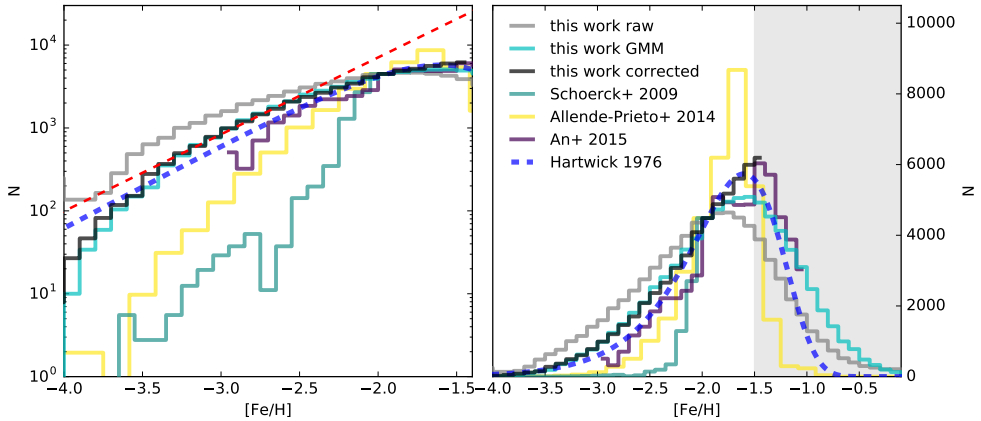 N
10⁴
10³
10²
10¹
10⁰
−4.0 −3.5 −3.0 −2.5 −2.0 −1.5
[Fe/H]
this work raw
this work GMM
this work corrected
Schoerck+ 2009
Allende-Prieto+ 2014
An+ 2015
Hartwick 1976
10000
8000
6000
4000
2000
0
N
−4.0 −3.5 −3.0 −2.5 −2.0 −1.5 −1.0 −0.5
[Fe/H]